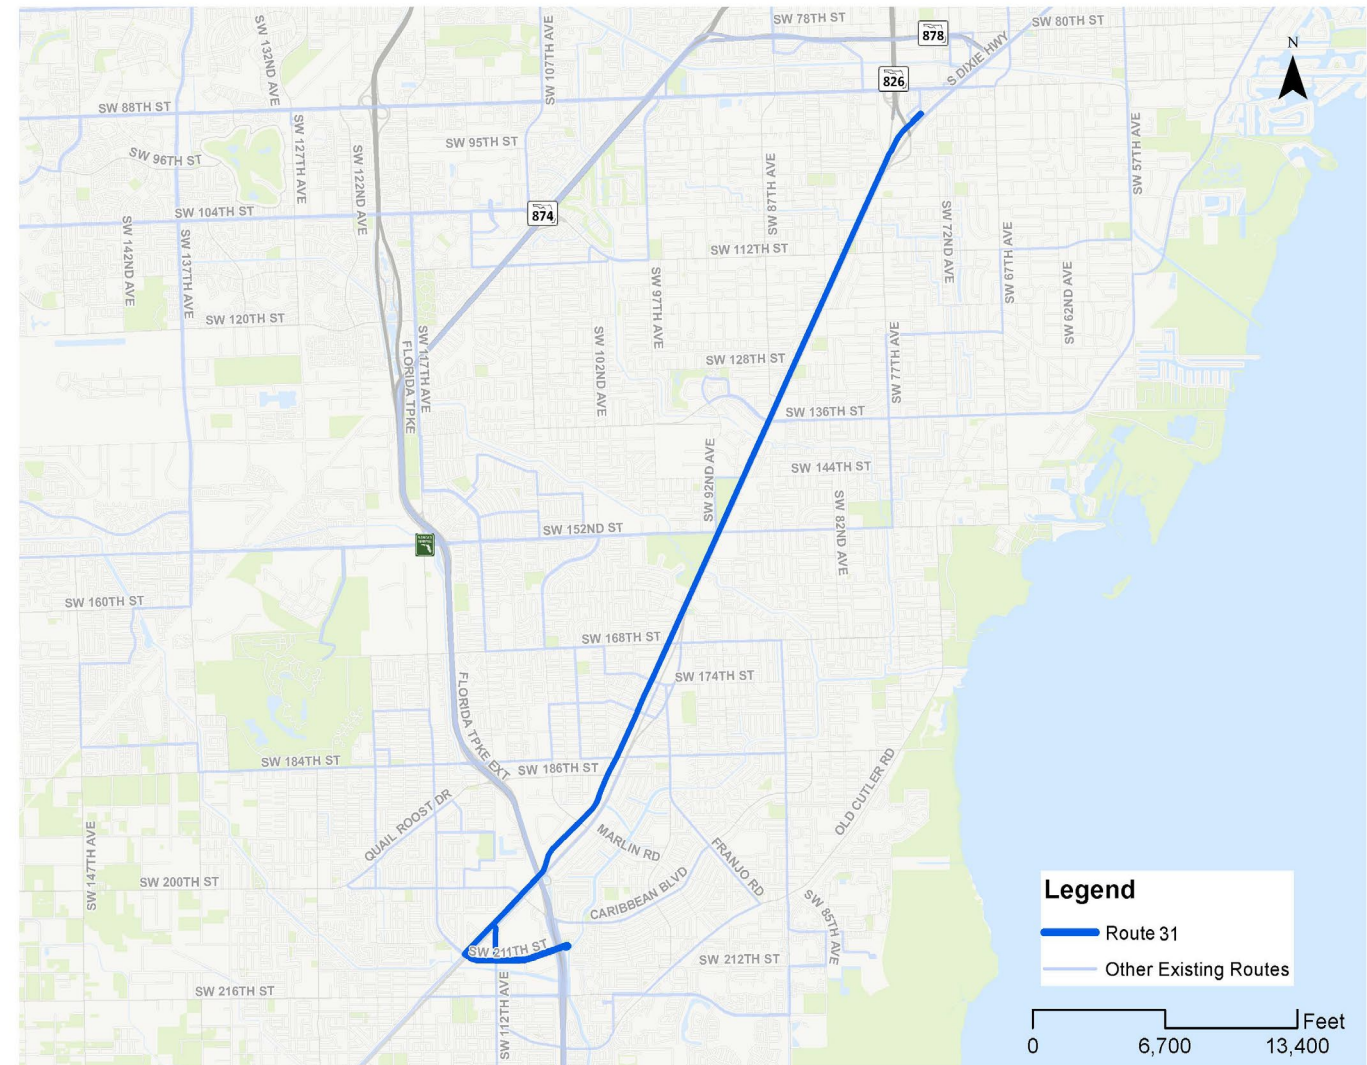 SW 78TH ST
SW 80TH ST
878
SW 132ND AVE
SW 107TH AVE
S DIXIE HWY
N
826
SW 88TH ST
SW 127TH AVE
SW 95TH ST
SW 57TH AVE
SW 96TH ST
SW 122ND AVE
SW 87TH AVE
SW 104TH ST
874
SW 142ND AVE
SW 137TH AVE
SW 72ND AVE
SW 67TH AVE
SW 112TH ST
SW 97TH AVE
SW 62ND AVE
SW 120TH ST
SW 117TH AVE
FLORIDA TPKE
SW 102ND AVE
SW 128TH ST
SW 77TH AVE
SW 136TH ST
SW 92ND AVE
SW 144TH ST
SW 82ND AVE
SW 152ND ST
SW 160TH ST
SW 168TH ST
SW 174TH ST
FLORIDA TPKE EXT
SW 184TH ST
SW 186TH ST
OLD CUTLER RD
QUAIL ROOST DR
MARLIN RD
FRANJO RD
SW 147TH AVE
SW 200TH ST
CARIBBEAN BLVD
SW 85TH AVE
SW 211TH ST
SW 212TH ST
SW 216TH ST
SW 112TH AVE
Legend
Route 31
Other Existing Routes
Feet
0 6,700 13,400